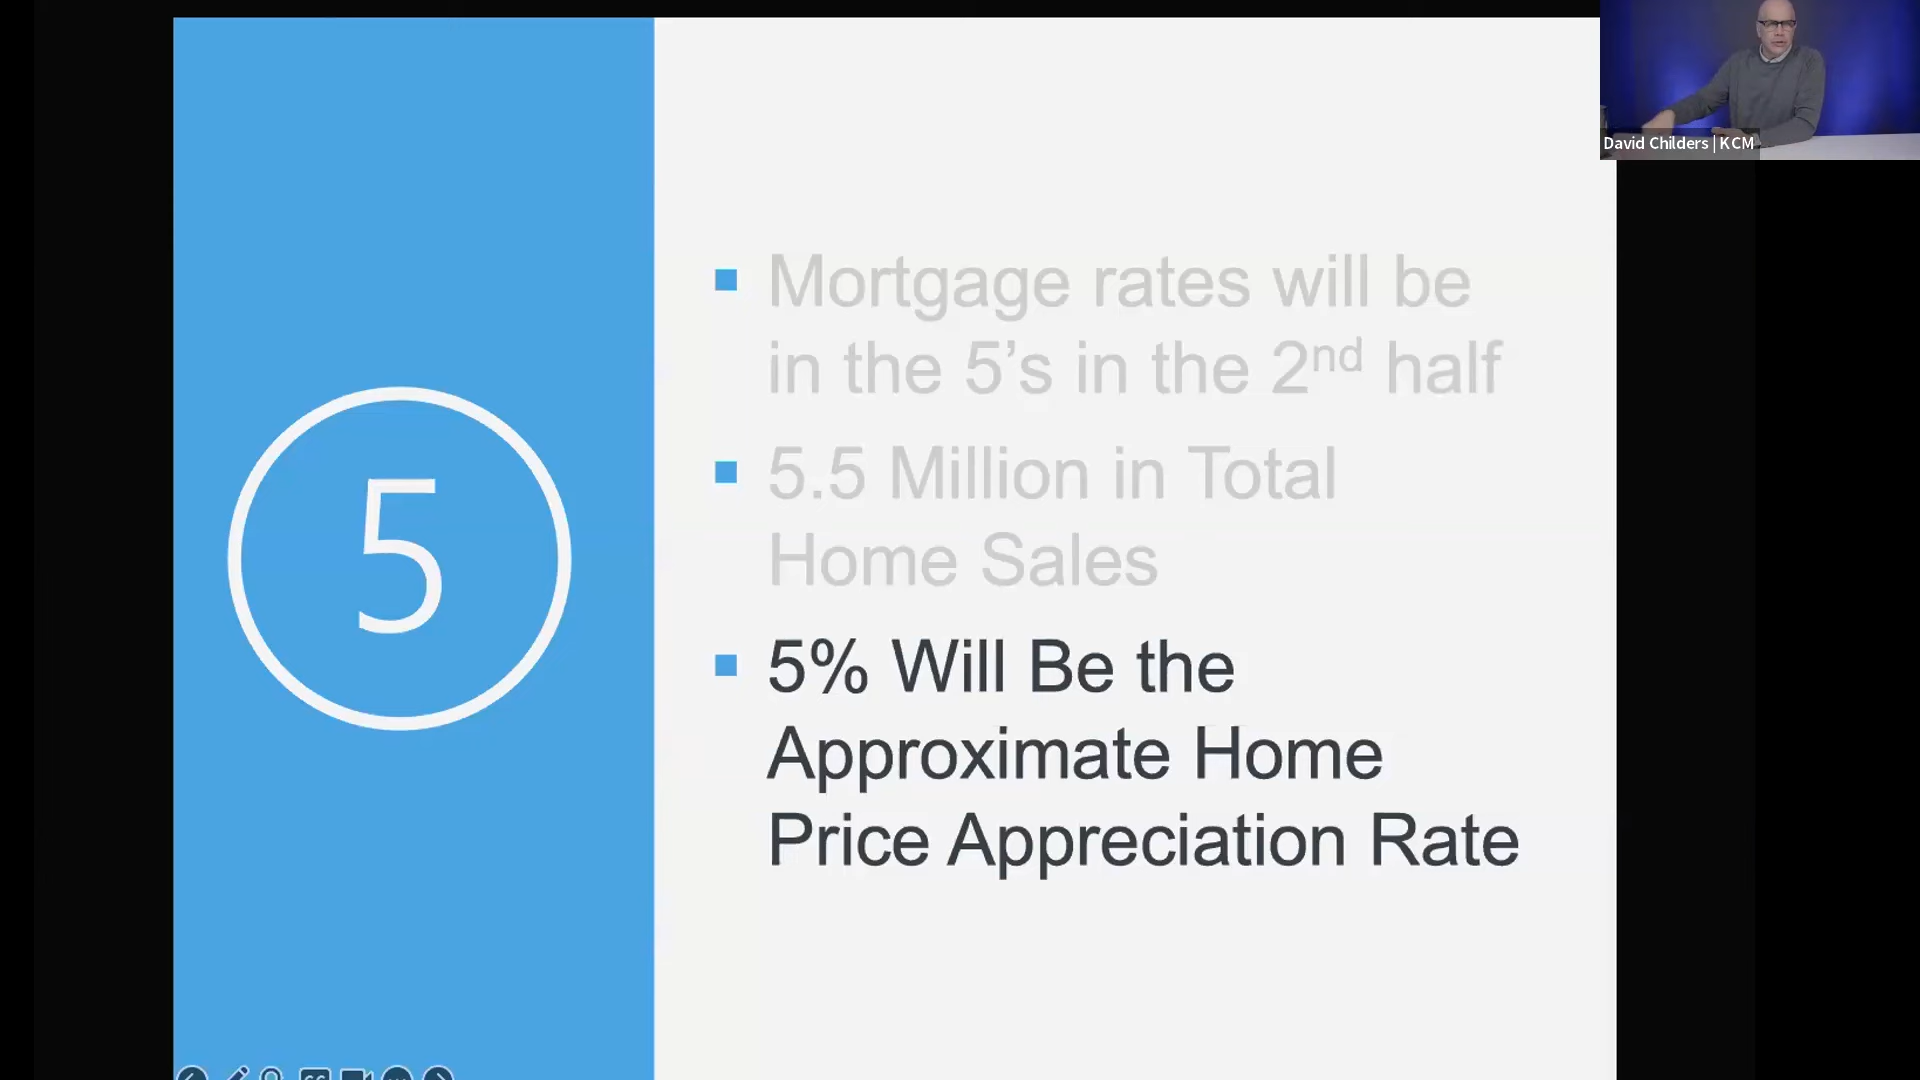 David Childers | KCM
5
Mortgage rates will be
in the 5’s in the 2nd half
5.5 Million in Total
Home Sales
5% Will Be the
Approximate Home
Price Appreciation Rate